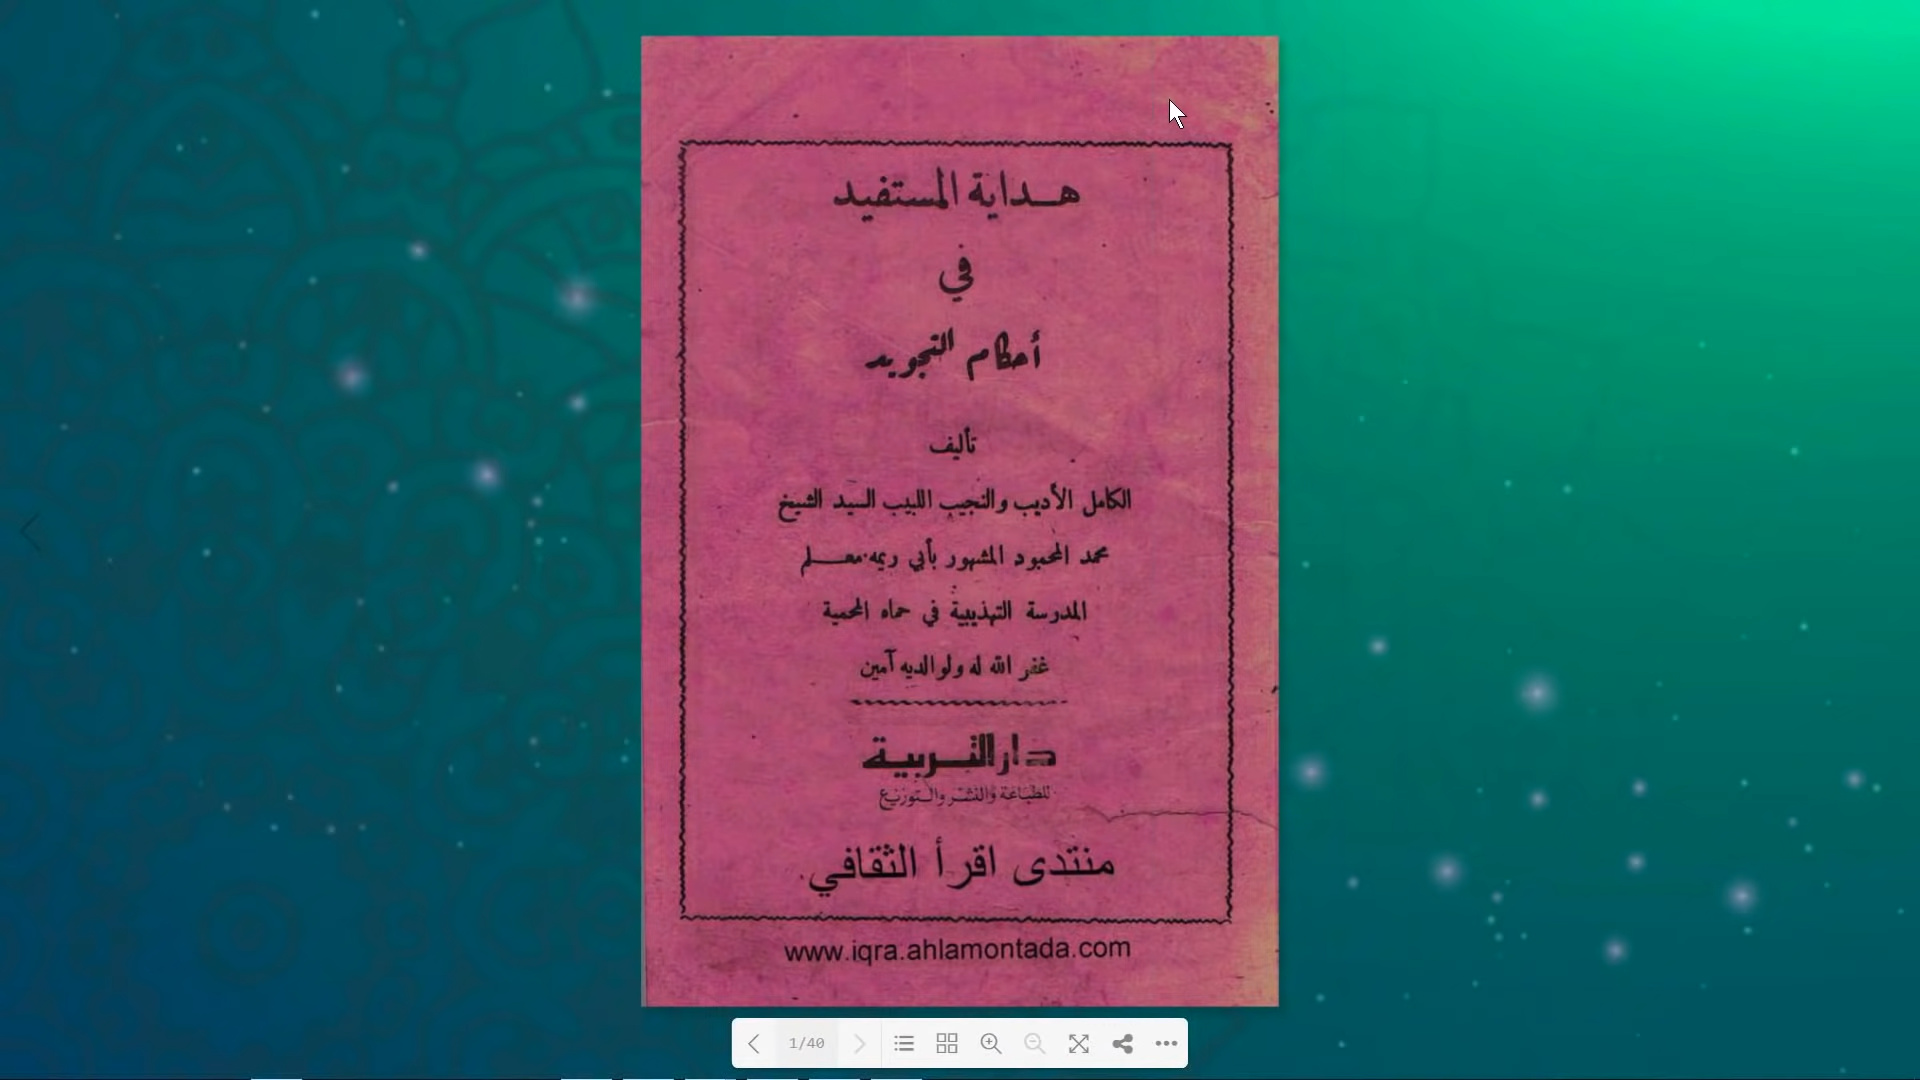 هداية المستفيد
في
أحكام التجويد
تأليف
الكامل الأديب والنجيب اللبيب السيد الشيخ
محمد المحمود المشهور بأبي ريمه معلم
المدرسة التهذيبية في حماه المحمية
غفر الله له ولوالديه آمين
دار التربية
للطباعة والنشر والتوزيع
منتدى اقرأ الثقافي
www.iqra.ahlamontada.com
1/40